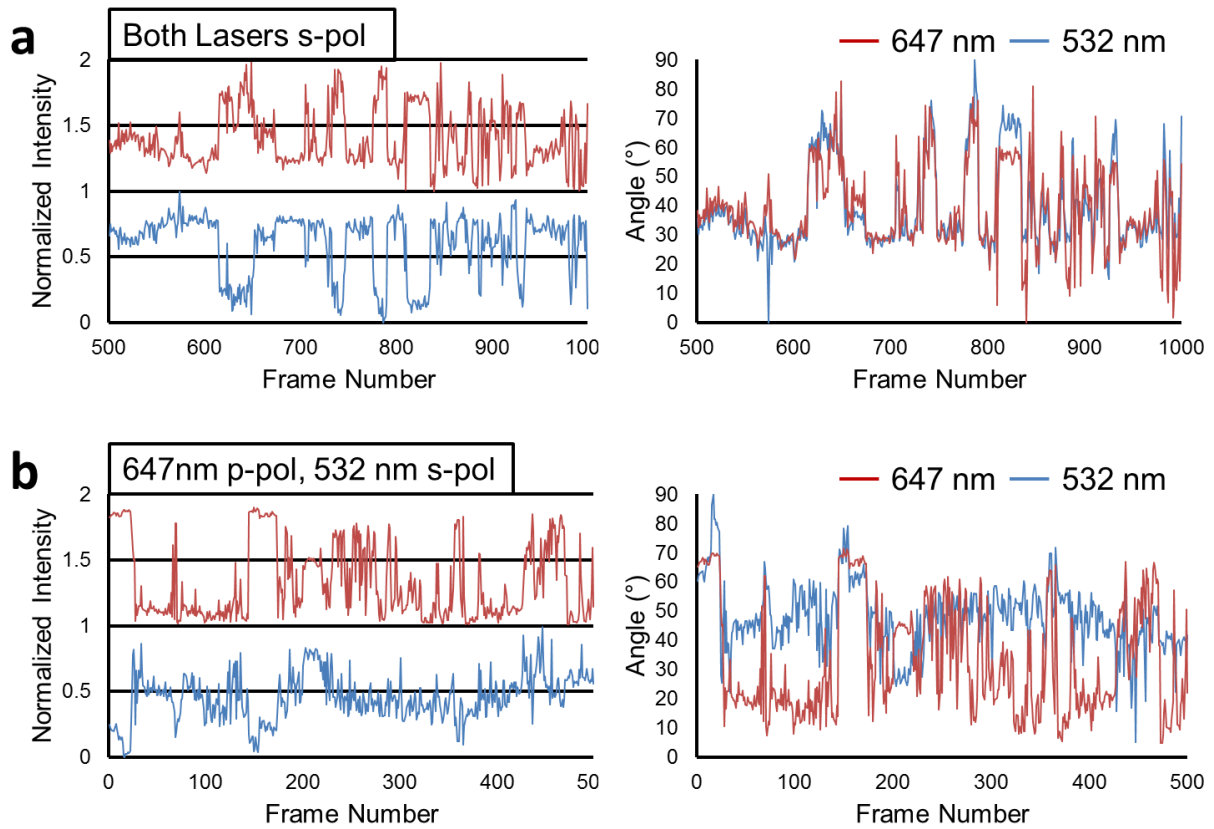 a
Both Lasers s-pol
Normalized Intensity
2
1.5
1
0.5
0
500 600 700 800 900 1000
Frame Number
647 nm 532 nm
Angle (°)
90
80
70
60
50
40
30
20
10
0
500 600 700 800 900 1000
Frame Number
b
647nm p-pol, 532 nm s-pol
Normalized Intensity
2
1.5
1
0.5
0
0 100 200 300 400 500
Frame Number
647 nm 532 nm
Angle (°)
90
80
70
60
50
40
30
20
10
0
0 100 200 300 400 500
Frame Number